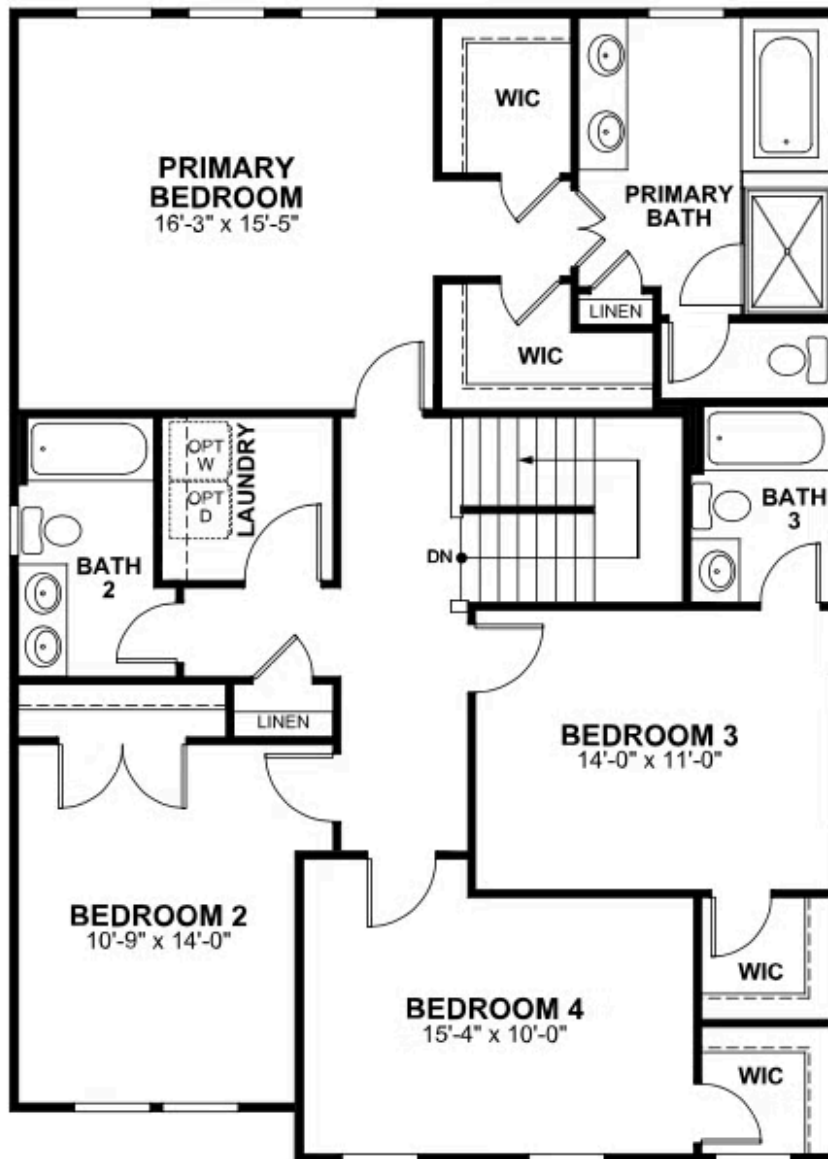 WIC
PRIMARY
BEDROOM
16'-3" x 15'-5"
PRIMARY
BATH
LINEN
WIC
OPT
W
OPT
D
LAUNDRY
BATH
3
DN
BATH
2
LINEN
BEDROOM 3
14'-0" x 11'-0"
BEDROOM 2
10'-9" x 14'-0"
WIC
BEDROOM 4
15'-4" x 10'-0"
WIC